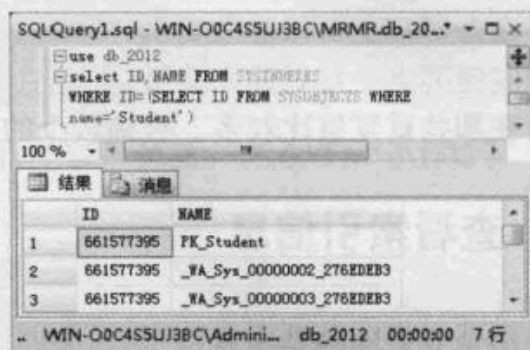 SQLQuery1.sql - WIN-O0C4S5UJ3BC\MRMR.db_20...*
use db_2012
select ID,NAME FROM SYSINDEXES
WHERE ID=(SELECT ID FROM SYSOBJECTS WHERE
name='Student')
100 %
结果 消息
ID NAME
1 661577395 PK_Student
2 661577395 _WA_Sys_00000002_276EDEB3
3 661577395 _WA_Sys_00000003_276EDEB3
.. WIN-O0C4S5UJ3BC\Admini... db_2012 00:00:00 7 行